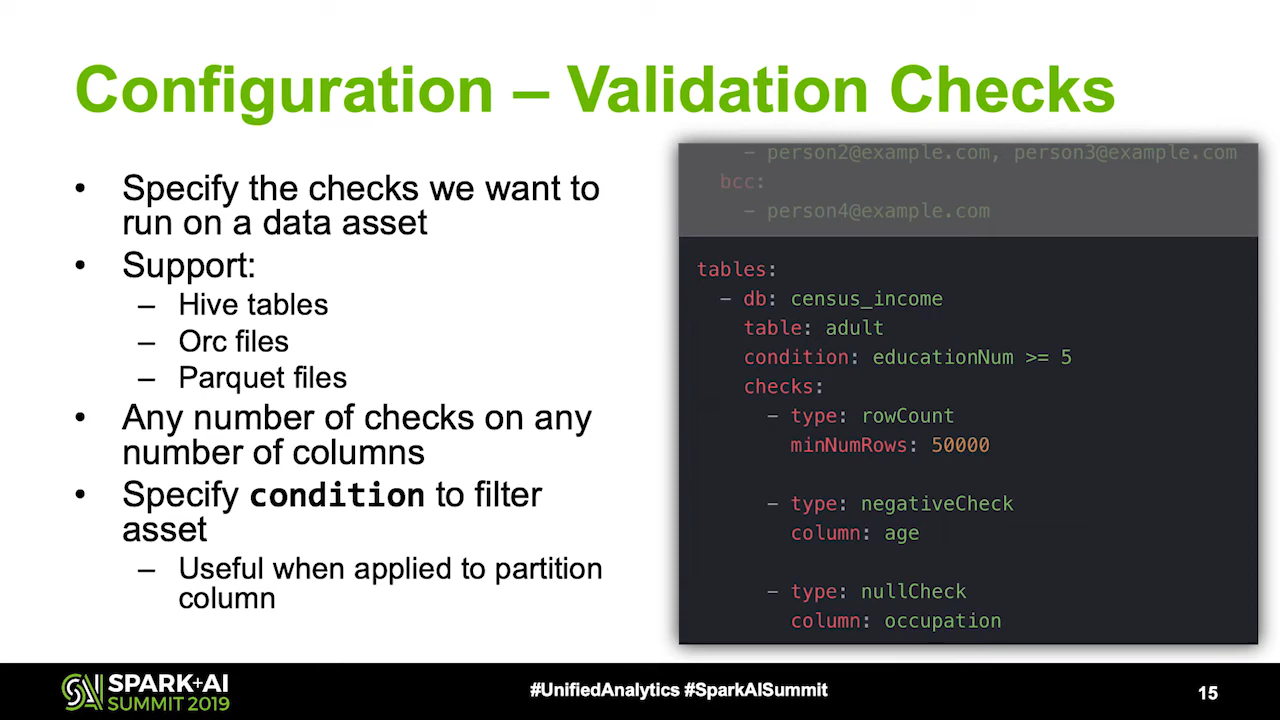 Configuration – Validation Checks
• Specify the checks we want to
run on a data asset
• Support:
– Hive tables
– Orc files
– Parquet files
• Any number of checks on any
number of columns
• Specify condition to filter
asset
– Useful when applied to partition
column
- person2@example.com, person3@example.com
bcc:
- person4@example.com
tables:
- db: census_income
table: adult
condition: educationNum >= 5
checks:
- type: rowCount
minNumRows: 50000
- type: negativeCheck
column: age
- type: nullCheck
column: occupation
SPARK+AI
SUMMIT 2019
#UnifiedAnalytics #SparkAISummit
15